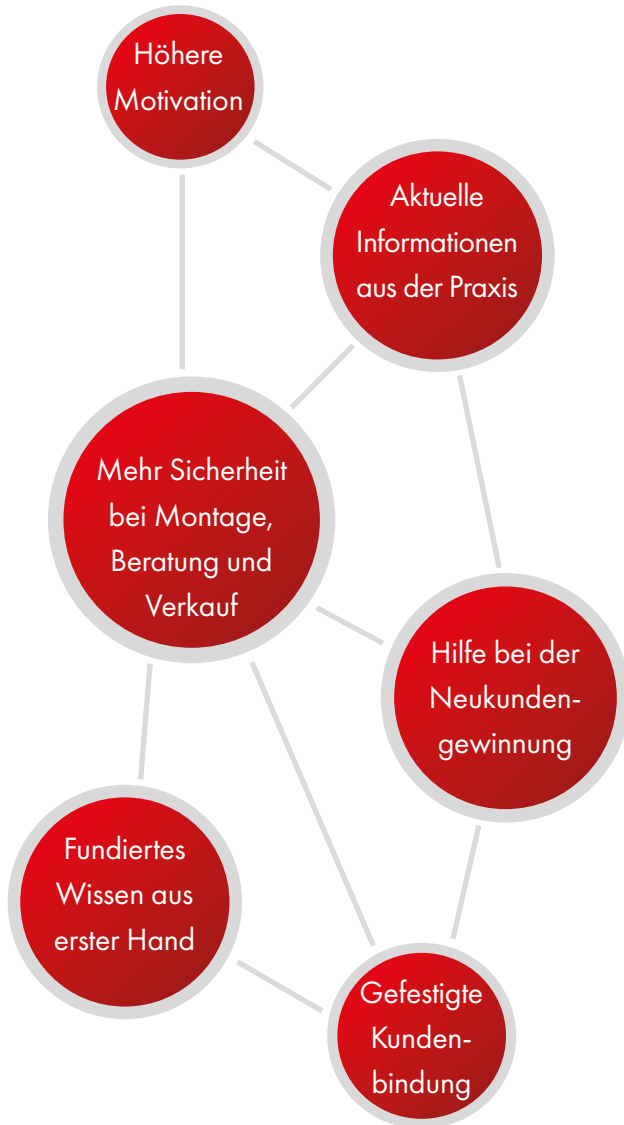 Höhere
Motivation
Aktuelle
Informationen
aus der Praxis
Mehr Sicherheit
bei Montage,
Beratung und
Verkauf
Hilfe bei der
Neukunden-
gewinnung
Fundiertes
Wissen aus
erster Hand
Gefestigte
Kunden-
bindung